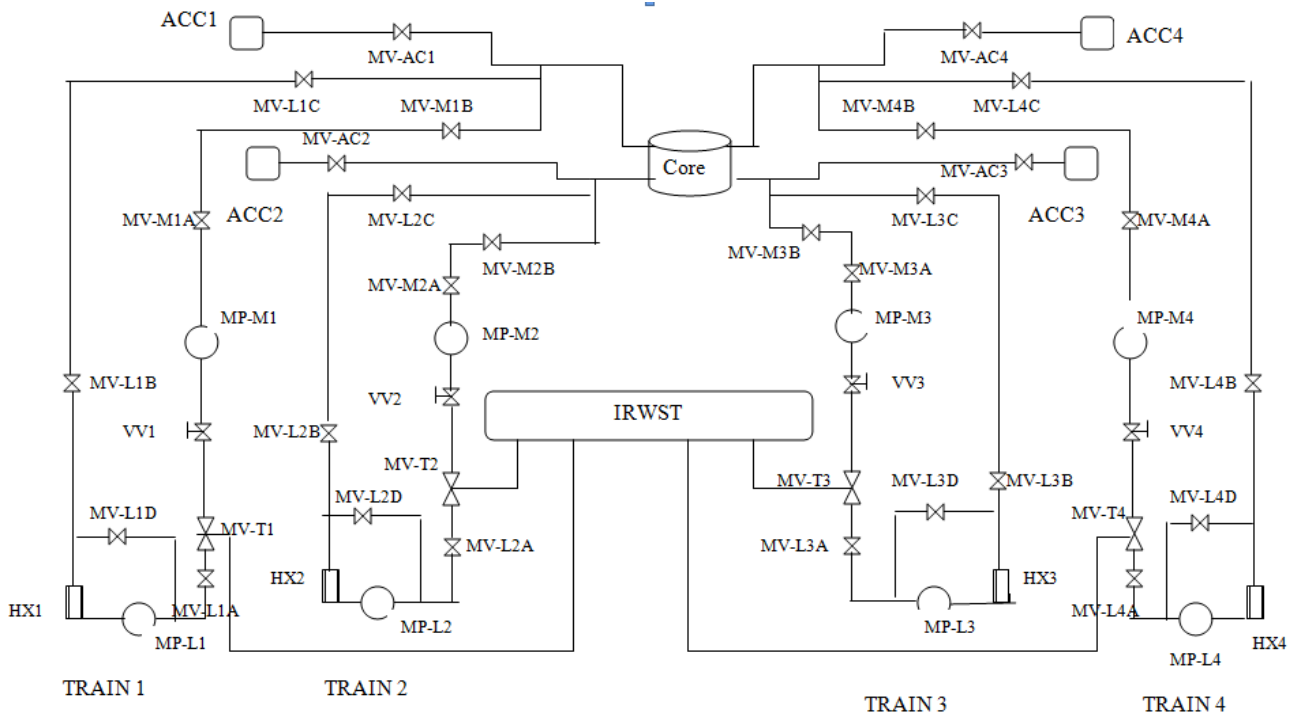 ACC1
ACC4
MV-AC1
MV-AC4
MV-L1C
MV-M1B
MV-M4B
MV-L4C
MV-AC2
Core
MV-AC3
MV-M1A
ACC2
MV-L2C
MV-L3C
ACC3
MV-M4A
MV-M2B
MV-M3B
MV-M2A
MV-M3A
MP-M1
MP-M2
MP-M3
MP-M4
MV-L1B
MV-L4B
VV2
VV3
IRWST
VV1
MV-L2B
VV4
MV-T2
MV-T3
MV-L3D
MV-L3B
MV-L2D
MV-L4D
MV-L1D
MV-T1
MV-T4
MV-L2A
MV-L3A
HX2
HX3
HX1
MV-L1A
MV-L4A
MP-L2
MP-L3
MP-L1
HX4
MP-L4
TRAIN 1
TRAIN 2
TRAIN 3
TRAIN 4